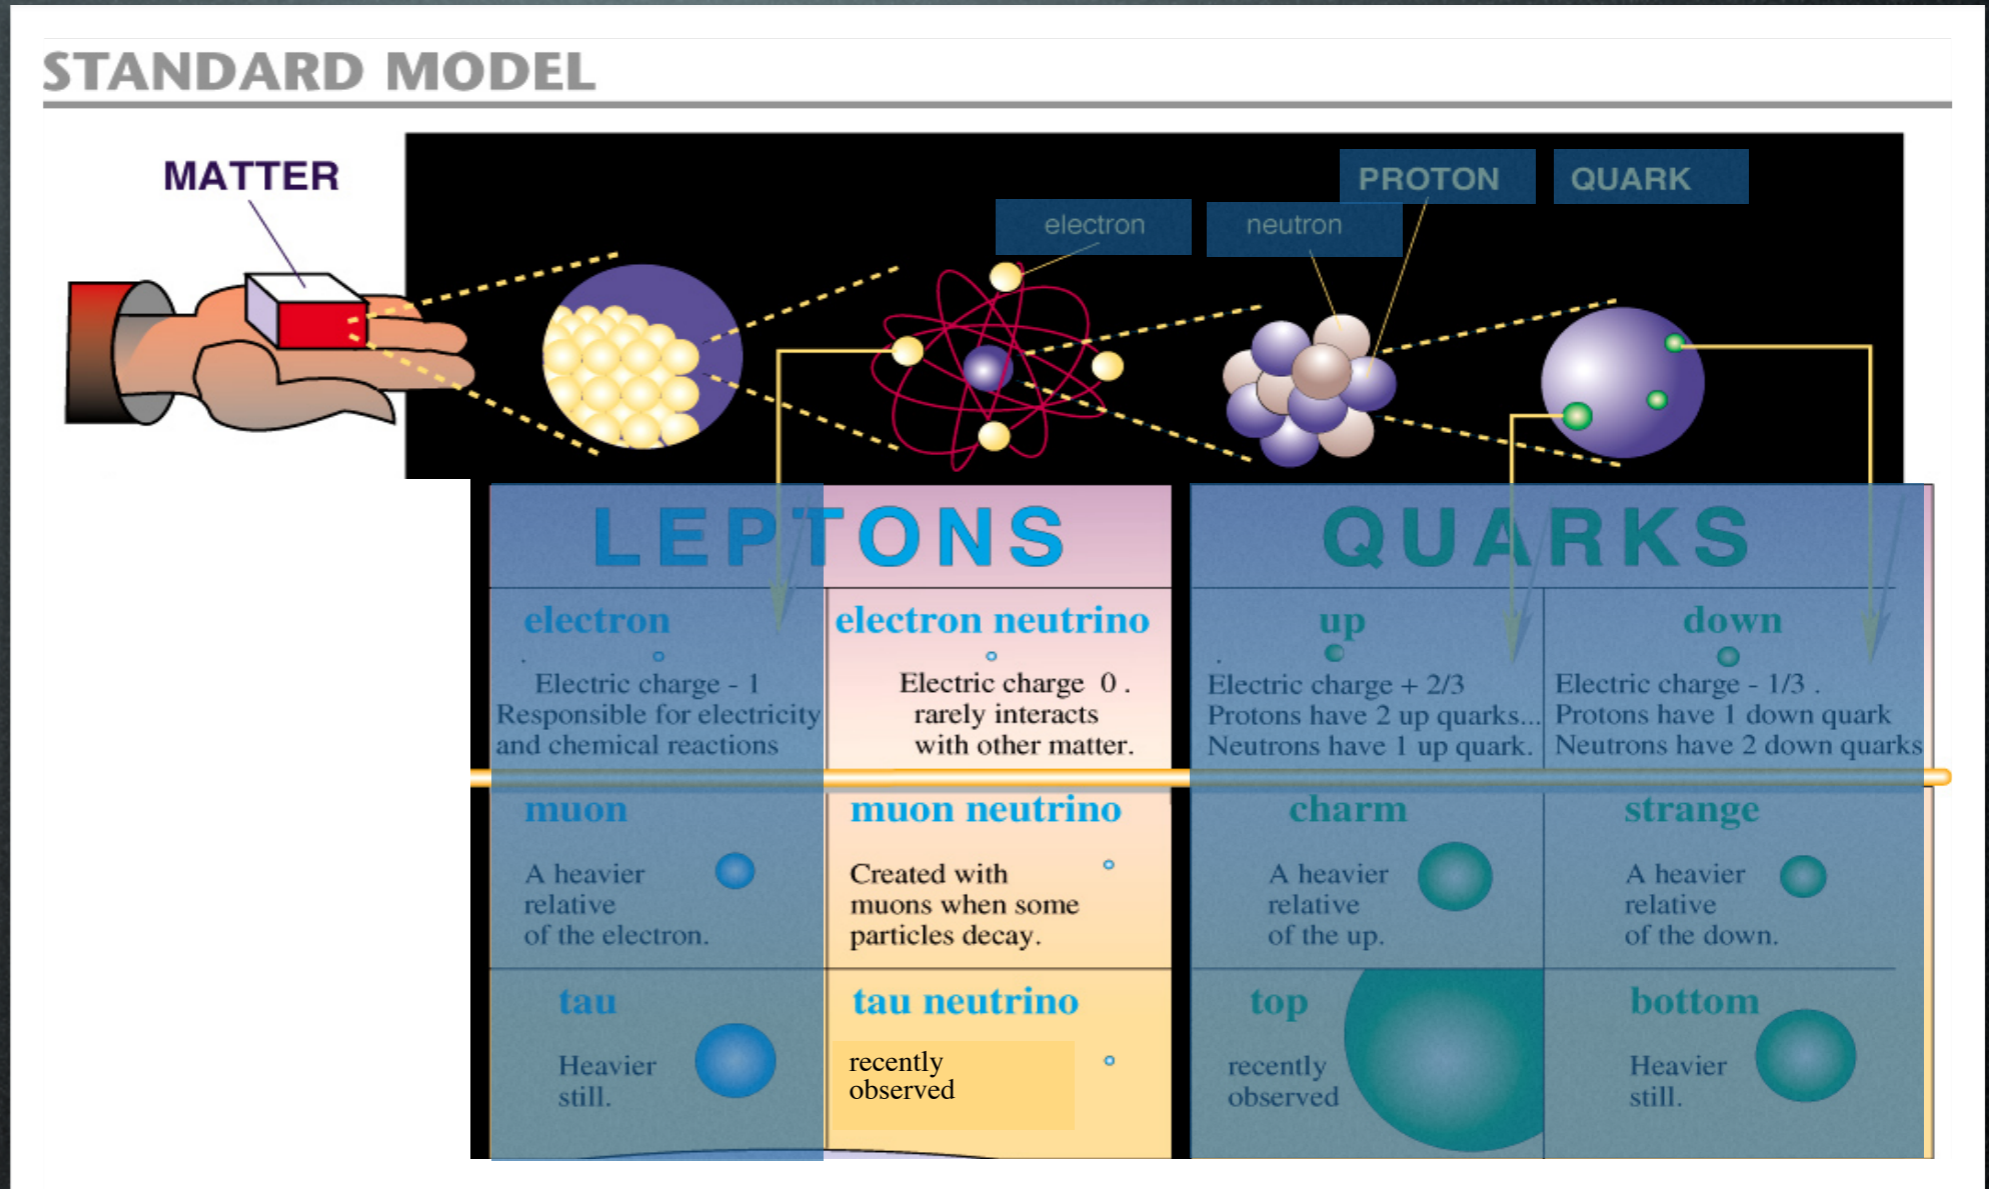 STANDARD MODEL
MATTER
PROTON
QUARK
electron
neutron
LEPTONS
QUARKS
electron
Electric charge - 1
Responsible for electricity
and chemical reactions
electron neutrino
Electric charge 0 .
rarely interacts
with other matter.
up
Electric charge + 2/3
Protons have 2 up quarks...
Neutrons have 1 up quark.
down
Electric charge - 1/3 .
Protons have 1 down quark
Neutrons have 2 down quarks
muon
A heavier
relative
of the electron.
muon neutrino
Created with
muons when some
particles decay.
charm
A heavier
relative
of the up.
strange
A heavier
relative
of the down.
tau
Heavier
still.
tau neutrino
recently
observed
top
recently
observed
bottom
Heavier
still.